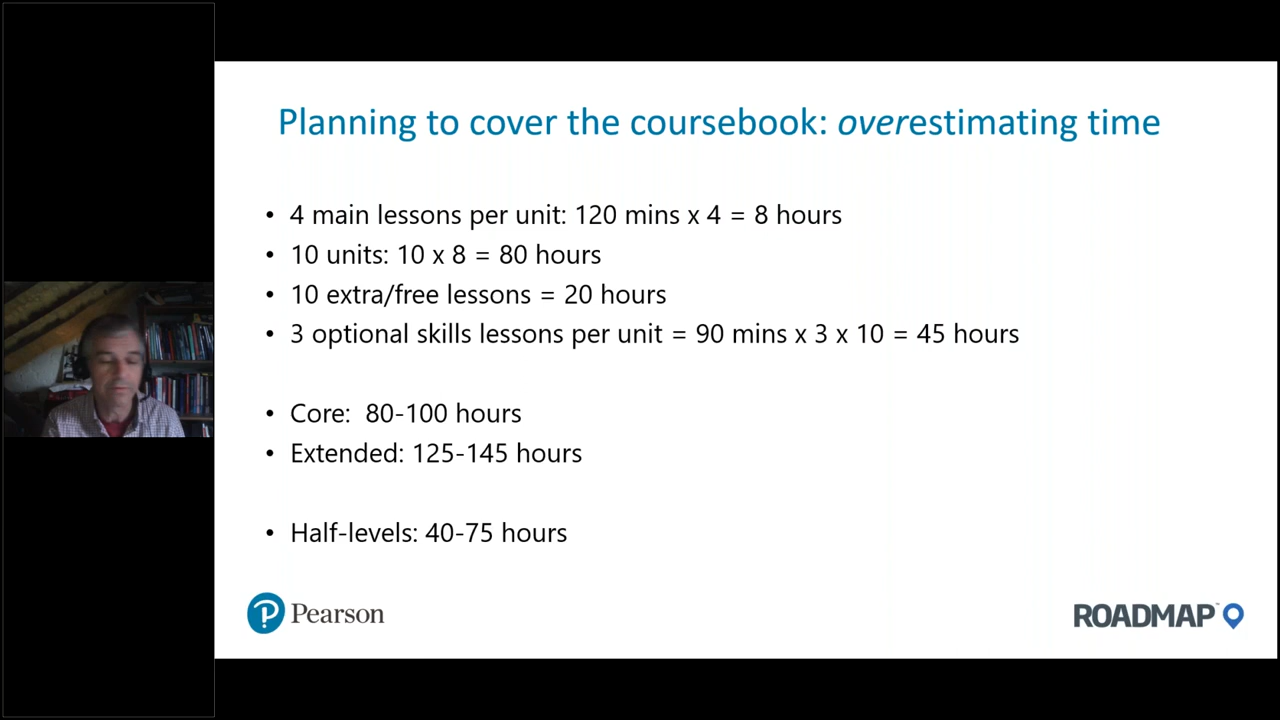 Planning to cover the coursebook: overestimating time
• 4 main lessons per unit: 120 mins x 4 = 8 hours
• 10 units: 10 x 8 = 80 hours
• 10 extra/free lessons = 20 hours
• 3 optional skills lessons per unit = 90 mins x 3 x 10 = 45 hours
• Core: 80-100 hours
• Extended: 125-145 hours
• Half-levels: 40-75 hours
Pearson
ROADMAP